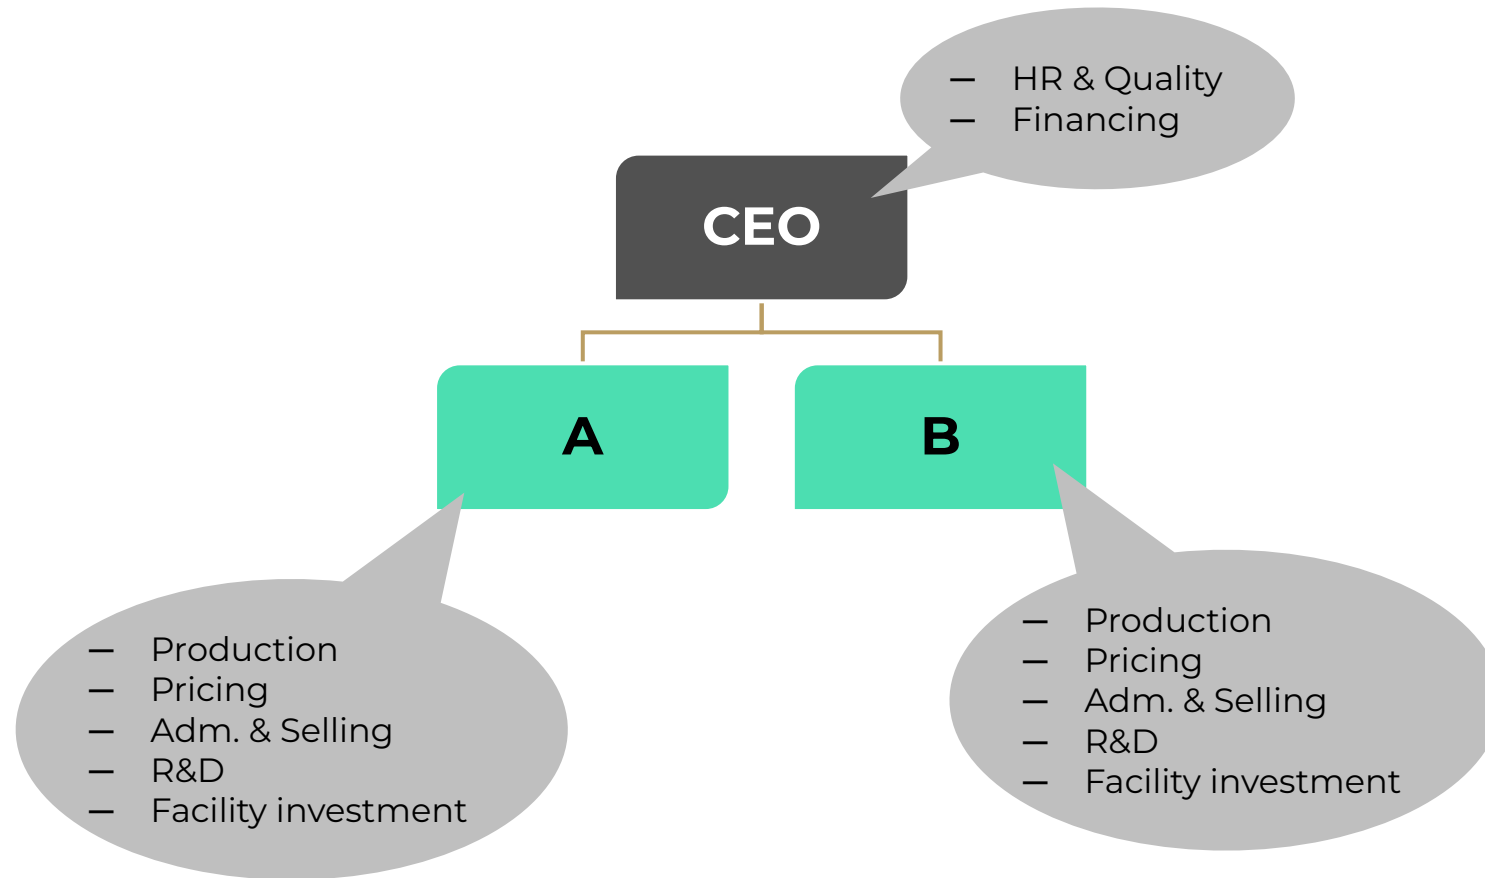 — HR & Quality
— Financing
CEO
A
B
— Production
— Pricing
— Adm. & Selling
— R&D
— Facility investment
— Production
— Pricing
— Adm. & Selling
— R&D
— Facility investment